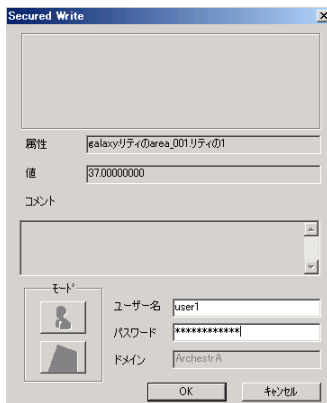 Secured Write
属性 galaxyリティのarea_001.リティの1
値 37.00000000
コメント
モード
ユーザー名 user1
パスワード ************
ドメイン ArchestrA
OK キャンセル